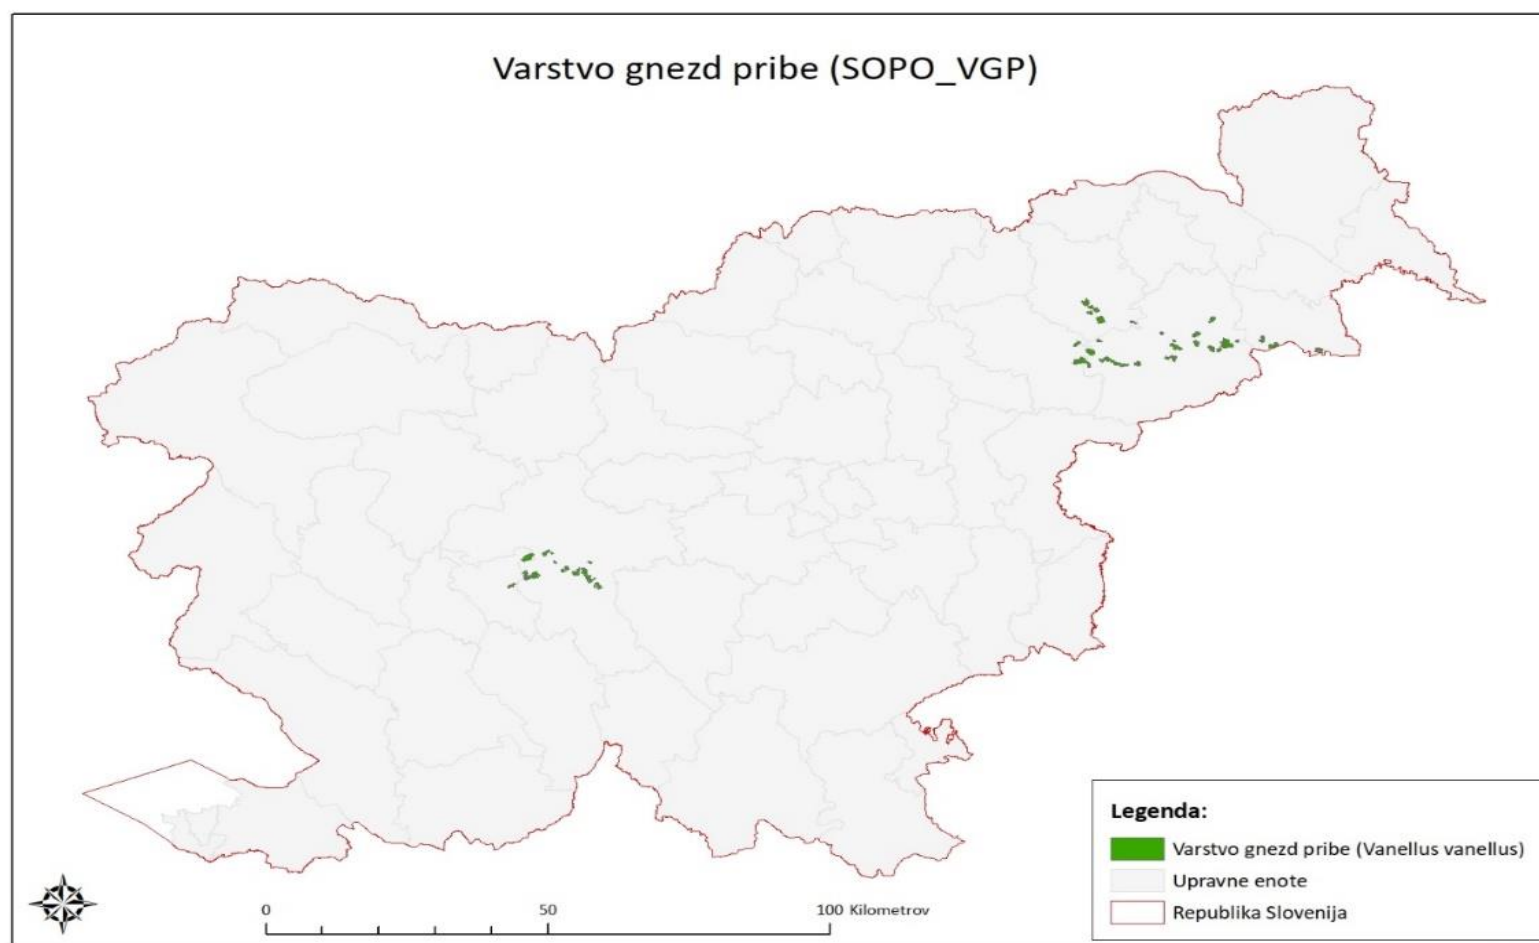 Varstvo gnezd pribe (SOPO_VGP)
Legenda:
Varstvo gnezd pribe (Vanellus vanellus)
Upravne enote
Republika Slovenija
0 50 100 Kilometrov